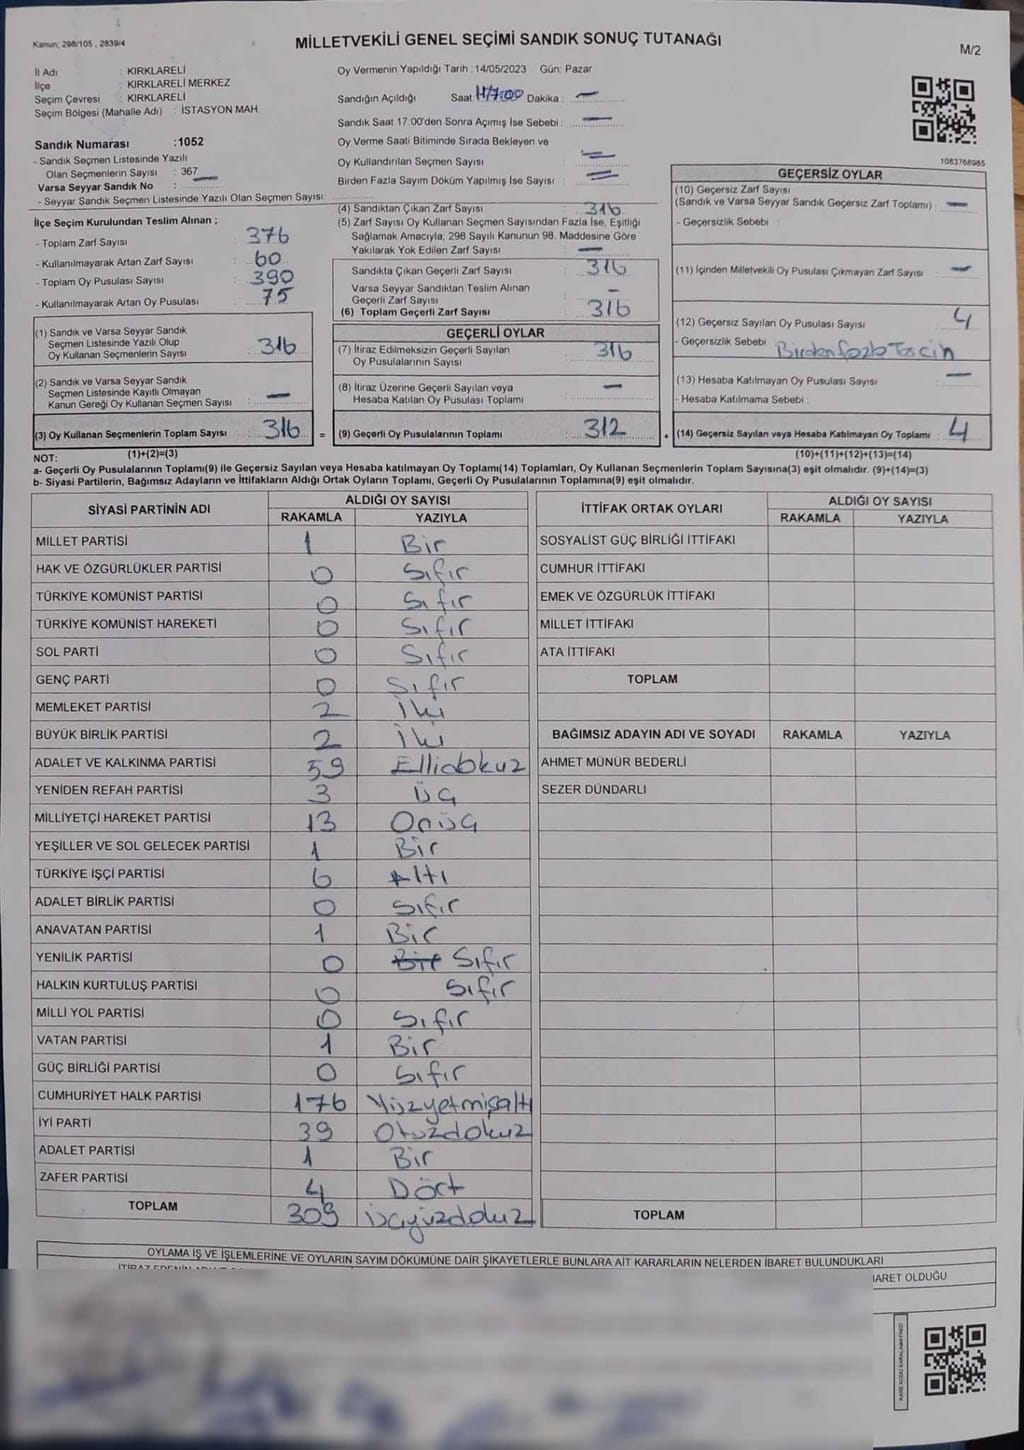 Kanun; 298/105 , 2839/4
MİLLETVEKİLİ GENEL SEÇİMİ SANDIK SONUÇ TUTANAĞI
M/2
İl Adı : KIRKLARELİ
İlçe : KIRKLARELİ MERKEZ
Seçim Çevresi : KIRKLARELİ
Seçim Bölgesi (Mahalle Adı) : İSTASYON MAH.
Oy Vermenin Yapıldığı Tarih : 14/05/2023 Gün: Pazar
Sandığın Açıldığı Saat: Dakika : —
Sandık Saat 17:00'den Sonra Açımış İse Sebebi : —
Oy Verme Saati Bitiminde Sırada Bekleyen ve
Oy Kullandırılan Seçmen Sayısı : —
Birden Fazla Sayım Döküm Yapılmış İse Sayısı : —
1083768985
Sandık Numarası :1052
- Sandık Seçmen Listesinde Yazılı
Olan Seçmenlerin Sayısı : 367
Varsa Seyyar Sandık No :
- Seyyar Sandık Seçmen Listesinde Yazılı Olan Seçmen Sayısı:
İlçe Seçim Kurulundan Teslim Alınan ;
- Toplam Zarf Sayısı : 376
- Kullanılmayarak Artan Zarf Sayısı : 60
- Toplam Oy Pusulası Sayısı : 390
- Kullanılmayarak Artan Oy Pusulası : 75
(1) Sandık ve Varsa Seyyar Sandık
Seçmen Listesinde Yazılı Olup
Oy Kullanan Seçmenlerin Sayısı : 316
(2) Sandık ve Varsa Seyyar Sandık
Seçmen Listesinde Kayıtlı Olmayan
Kanun Gereği Oy Kullanan Seçmen Sayısı : —
(3) Oy Kullanan Seçmenlerin Toplam Sayısı : 316 =
(4) Sandıktan Çıkan Zarf Sayısı : 316
(5) Zarf Sayısı Oy Kullanan Seçmen Sayısından Fazla İse, Eşitliği
Sağlamak Amacıyla, 298 Sayılı Kanunun 98. Maddesine Göre
Yakılarak Yok Edilen Zarf Sayısı : —
Sandıkta Çıkan Geçerli Zarf Sayısı : 316
Varsa Seyyar Sandıktan Teslim Alınan
Geçerli Zarf Sayısı : —
(6) Toplam Geçerli Zarf Sayısı : 316
GEÇERLİ OYLAR
(7) İtiraz Edilmeksizin Geçerli Sayılan
Oy Pusulalarının Sayısı : 316
(8) İtiraz Üzerine Geçerli Sayılan veya
Hesaba Katılan Oy Pusulası Toplamı : —
(9) Geçerli Oy Pusulalarının Toplamı : 312 +
GEÇERSİZ OYLAR
(10) Geçersiz Zarf Sayısı
(Sandık ve Varsa Seyyar Sandık Geçersiz Zarf Toplamı) : —
- Geçersizlik Sebebi :
(11) İçinden Milletvekili Oy Pusulası Çıkmayan Zarf Sayısı : —
(12) Geçersiz Sayılan Oy Pusulası Sayısı : 4
- Geçersizlik Sebebi : Birden fazla Tercih
(13) Hesaba Katılmayan Oy Pusulası Sayısı : —
- Hesaba Katılmama Sebebi :
(14) Geçersiz Sayılan veya Hesaba Katılmayan Oy Toplamı : 4
NOT: (1)+(2)=(3) (10)+(11)+(12)+(13)=(14)
a- Geçerli Oy Pusulalarının Toplamı(9) ile Geçersiz Sayılan veya Hesaba katılmayan Oy Toplamı(14) Toplamları, Oy Kullanan Seçmenlerin Toplam Sayısına(3) eşit olmalıdır. (9)+(14)=(3)
b- Siyasi Partilerin, Bağımsız Adayların ve İttifakların Aldığı Ortak Oyların Toplamı, Geçerli Oy Pusulalarının Toplamına(9) eşit olmalıdır.
SİYASİ PARTİNİN ADI ALDIĞI OY SAYISI
RAKAMLA YAZIYLA
MİLLET PARTİSİ 1 Bir
HAK VE ÖZGÜRLÜKLER PARTİSİ 0 Sıfır
TÜRKİYE KOMÜNİST PARTİSİ 0 Sıfır
TÜRKİYE KOMÜNİST HAREKETİ 0 Sıfır
SOL PARTİ 0 Sıfır
GENÇ PARTİ 0 Sıfır
MEMLEKET PARTİSİ 2 İki
BÜYÜK BİRLİK PARTİSİ 2 İki
ADALET VE KALKINMA PARTİSİ 59 Ellidokuz
YENİDEN REFAH PARTİSİ 3 Üç
MİLLİYETÇİ HAREKET PARTİSİ 13 Onüç
YEŞİLLER VE SOL GELECEK PARTİSİ 1 Bir
TÜRKİYE İŞÇİ PARTİSİ 6 Altı
ADALET BİRLİK PARTİSİ 0 Sıfır
ANAVATAN PARTİSİ 1 Bir
YENİLİK PARTİSİ 0 Bir Sıfır
HALKIN KURTULUŞ PARTİSİ 0 Sıfır
MİLLİ YOL PARTİSİ 0 Sıfır
VATAN PARTİSİ 1 Bir
GÜÇ BİRLİĞİ PARTİSİ 0 Sıfır
CUMHURİYET HALK PARTİSİ 176 Yüzyetmişaltı
İYİ PARTİ 39 Otuzdokuz
ADALET PARTİSİ 1 Bir
ZAFER PARTİSİ 4 Dört
TOPLAM 309 üçyüzdokuz
İTTİFAK ORTAK OYLARI ALDIĞI OY SAYISI
RAKAMLA YAZIYLA
SOSYALİST GÜÇ BİRLİĞİ İTTİFAKI
CUMHUR İTTİFAKI
EMEK VE ÖZGÜRLÜK İTTİFAKI
MİLLET İTTİFAKI
ATA İTTİFAKI
TOPLAM
BAĞIMSIZ ADAYIN ADI VE SOYADI RAKAMLA YAZIYLA
AHMET MÜNÜR BEDERLİ
SEZER DÜNDARLI
TOPLAM
OYLAMA İŞ VE İŞLEMLERİNE VE OYLARIN SAYIM DÖKÜMÜNE DAİR ŞİKAYETLERLE BUNLARA AİT KARARLARIN NELERDEN İBARET BULUNDUKLARI
BARET OLDUĞU